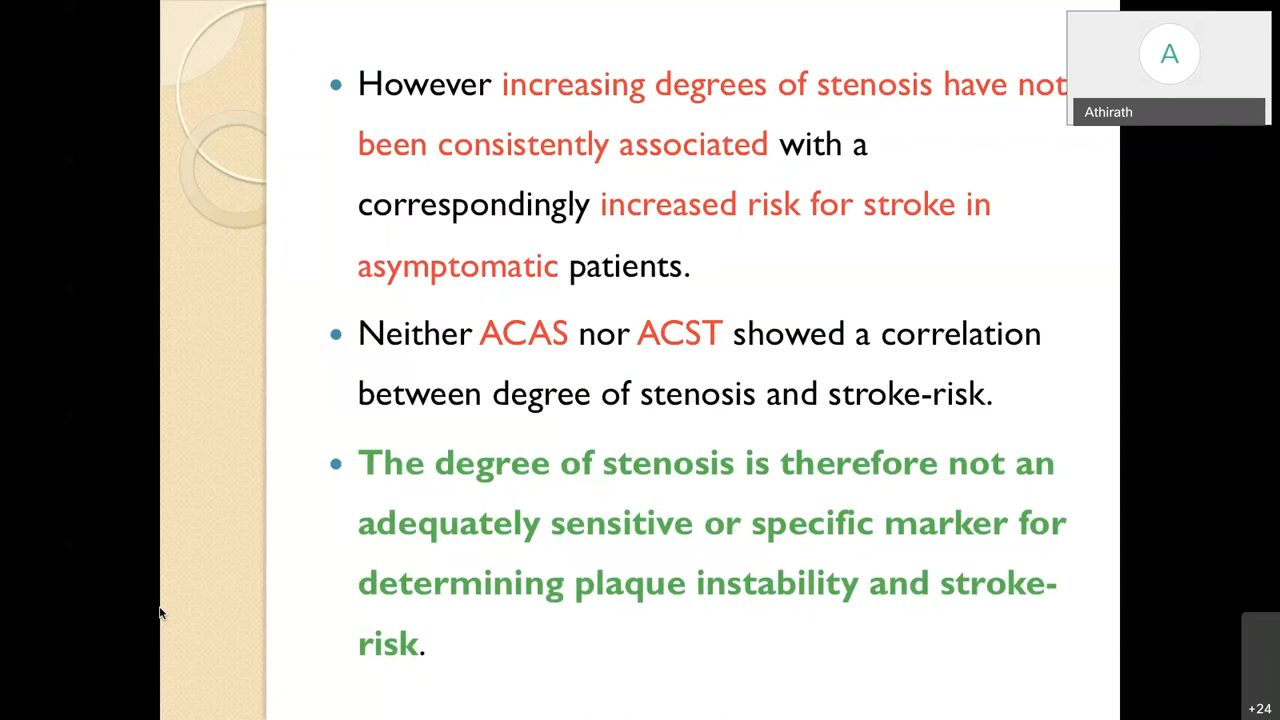 However increasing degrees of stenosis have not
been consistently associated with a
correspondingly increased risk for stroke in
asymptomatic patients.
Neither ACAS nor ACST showed a correlation
between degree of stenosis and stroke-risk.
The degree of stenosis is therefore not an
adequately sensitive or specific marker for
determining plaque instability and stroke-
risk.
A
Athirath
+24